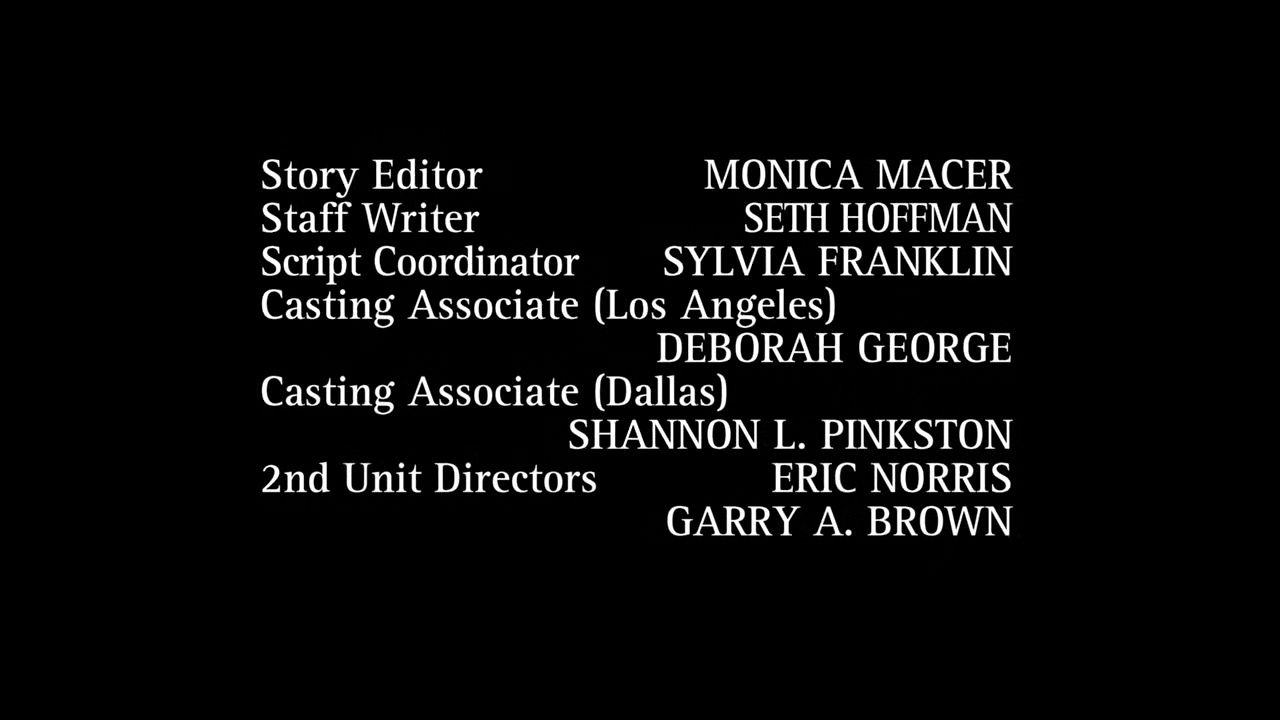 Story Editor MONICA MACER
Staff Writer SETH HOFFMAN
Script Coordinator SYLVIA FRANKLIN
Casting Associate (Los Angeles)
DEBORAH GEORGE
Casting Associate (Dallas)
SHANNON L. PINKSTON
2nd Unit Directors ERIC NORRIS
GARRY A. BROWN